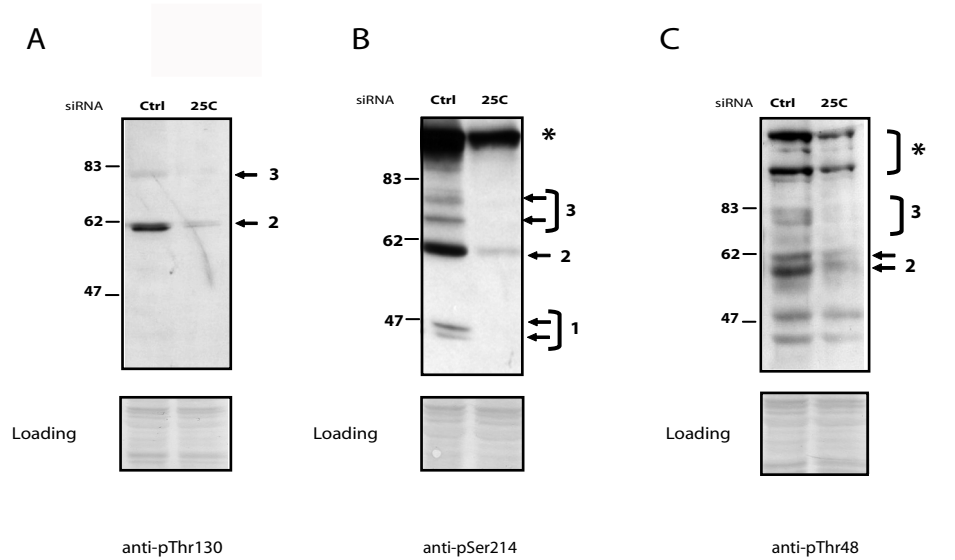 A
B
C
siRNA Ctrl 25C
siRNA Ctrl 25C
siRNA Ctrl 25C
83
62
47
3
2
83
62
47
*
3
2
1
83
62
47
*
3
2
Loading
Loading
Loading
anti-pThr130
anti-pSer214
anti-pThr48